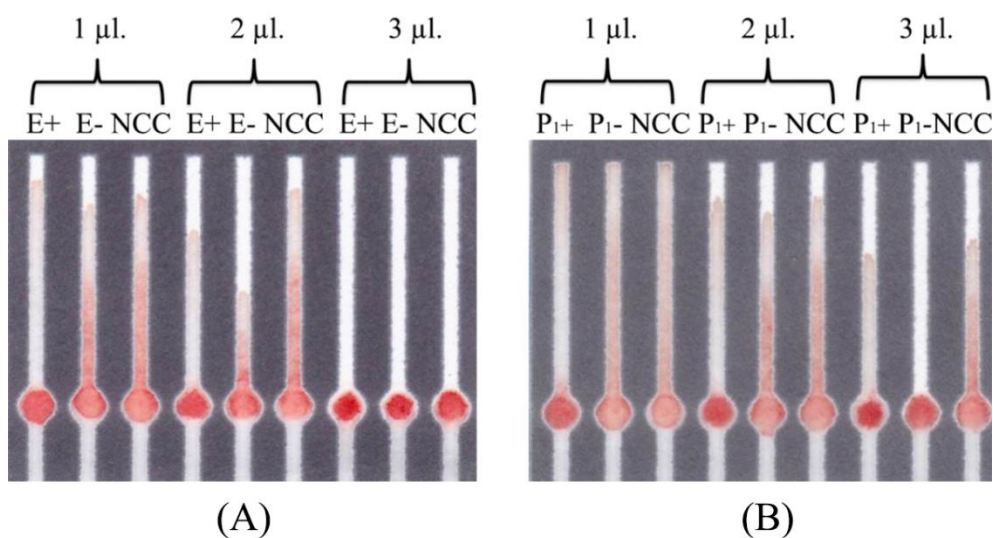 1 µl. 2 µl. 3 µl.
E+ E- NCC E+ E- NCC E+ E- NCC
(A)
1 µl. 2 µl. 3 µl.
P₁+ P₁- NCC P₁+ P₁- NCC P₁+ P₁-NCC
(B)